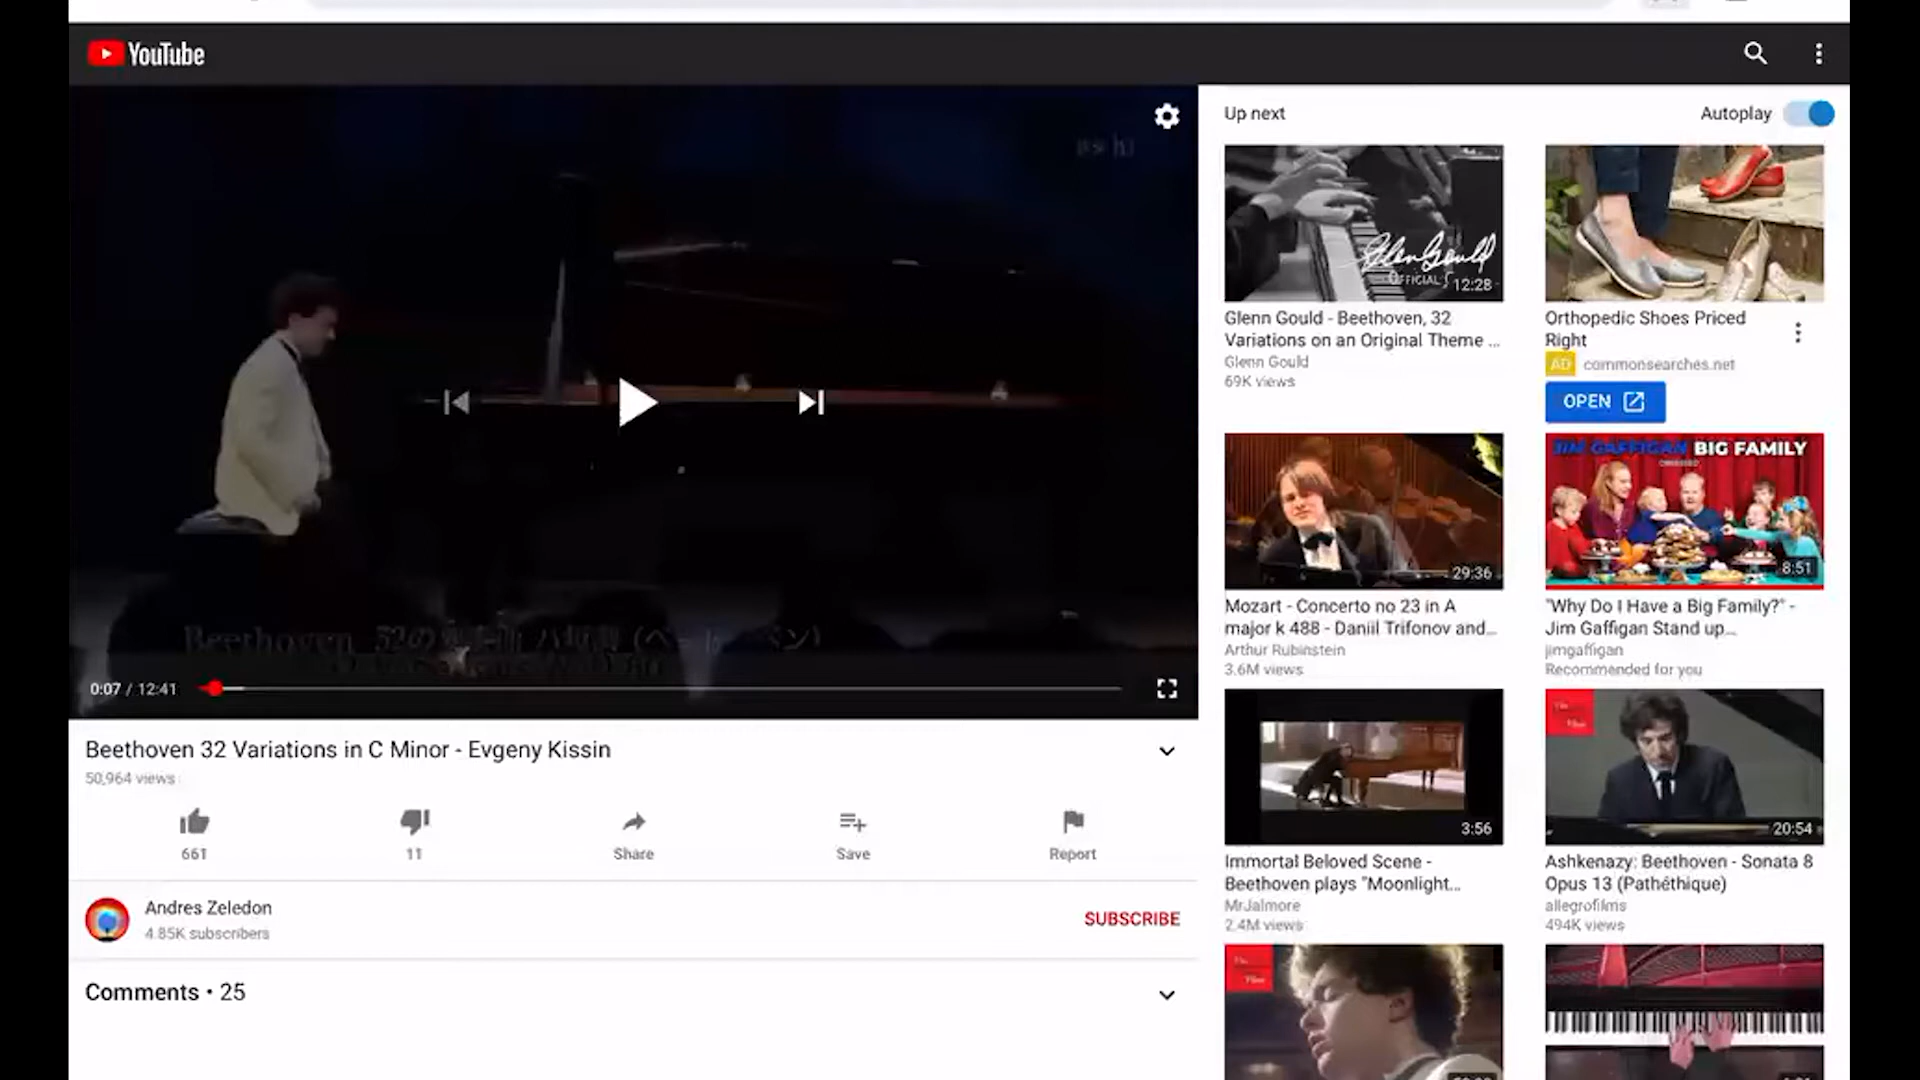 YouTube
Up next
Autoplay
OFFICIAL
12:28
Glenn Gould - Beethoven, 32
Variations on an Original Theme ...
Glenn Gould
69K views
Orthopedic Shoes Priced
Right
AD commonsearches.net
OPEN
29:36
Mozart - Concerto no 23 in A
major k 488 - Daniil Trifonov and...
Arthur Rubinstein
3.6M views
JIM GAFFIGAN BIG FAMILY
8:51
"Why Do I Have a Big Family?" -
Jim Gaffigan Stand up...
jimgaffigan
Recommended for you
3:56
Immortal Beloved Scene -
Beethoven plays "Moonlight...
MrJalmore
2.4M views
20:54
Ashkenazy: Beethoven - Sonata 8
Opus 13 (Pathéthique)
allegrofilms
494K views
Beethoven
0:07 / 12:41
Beethoven 32 Variations in C Minor - Evgeny Kissin
50,964 views
661
11
Share
Save
Report
Andres Zeledon
4.85K subscribers
SUBSCRIBE
Comments • 25